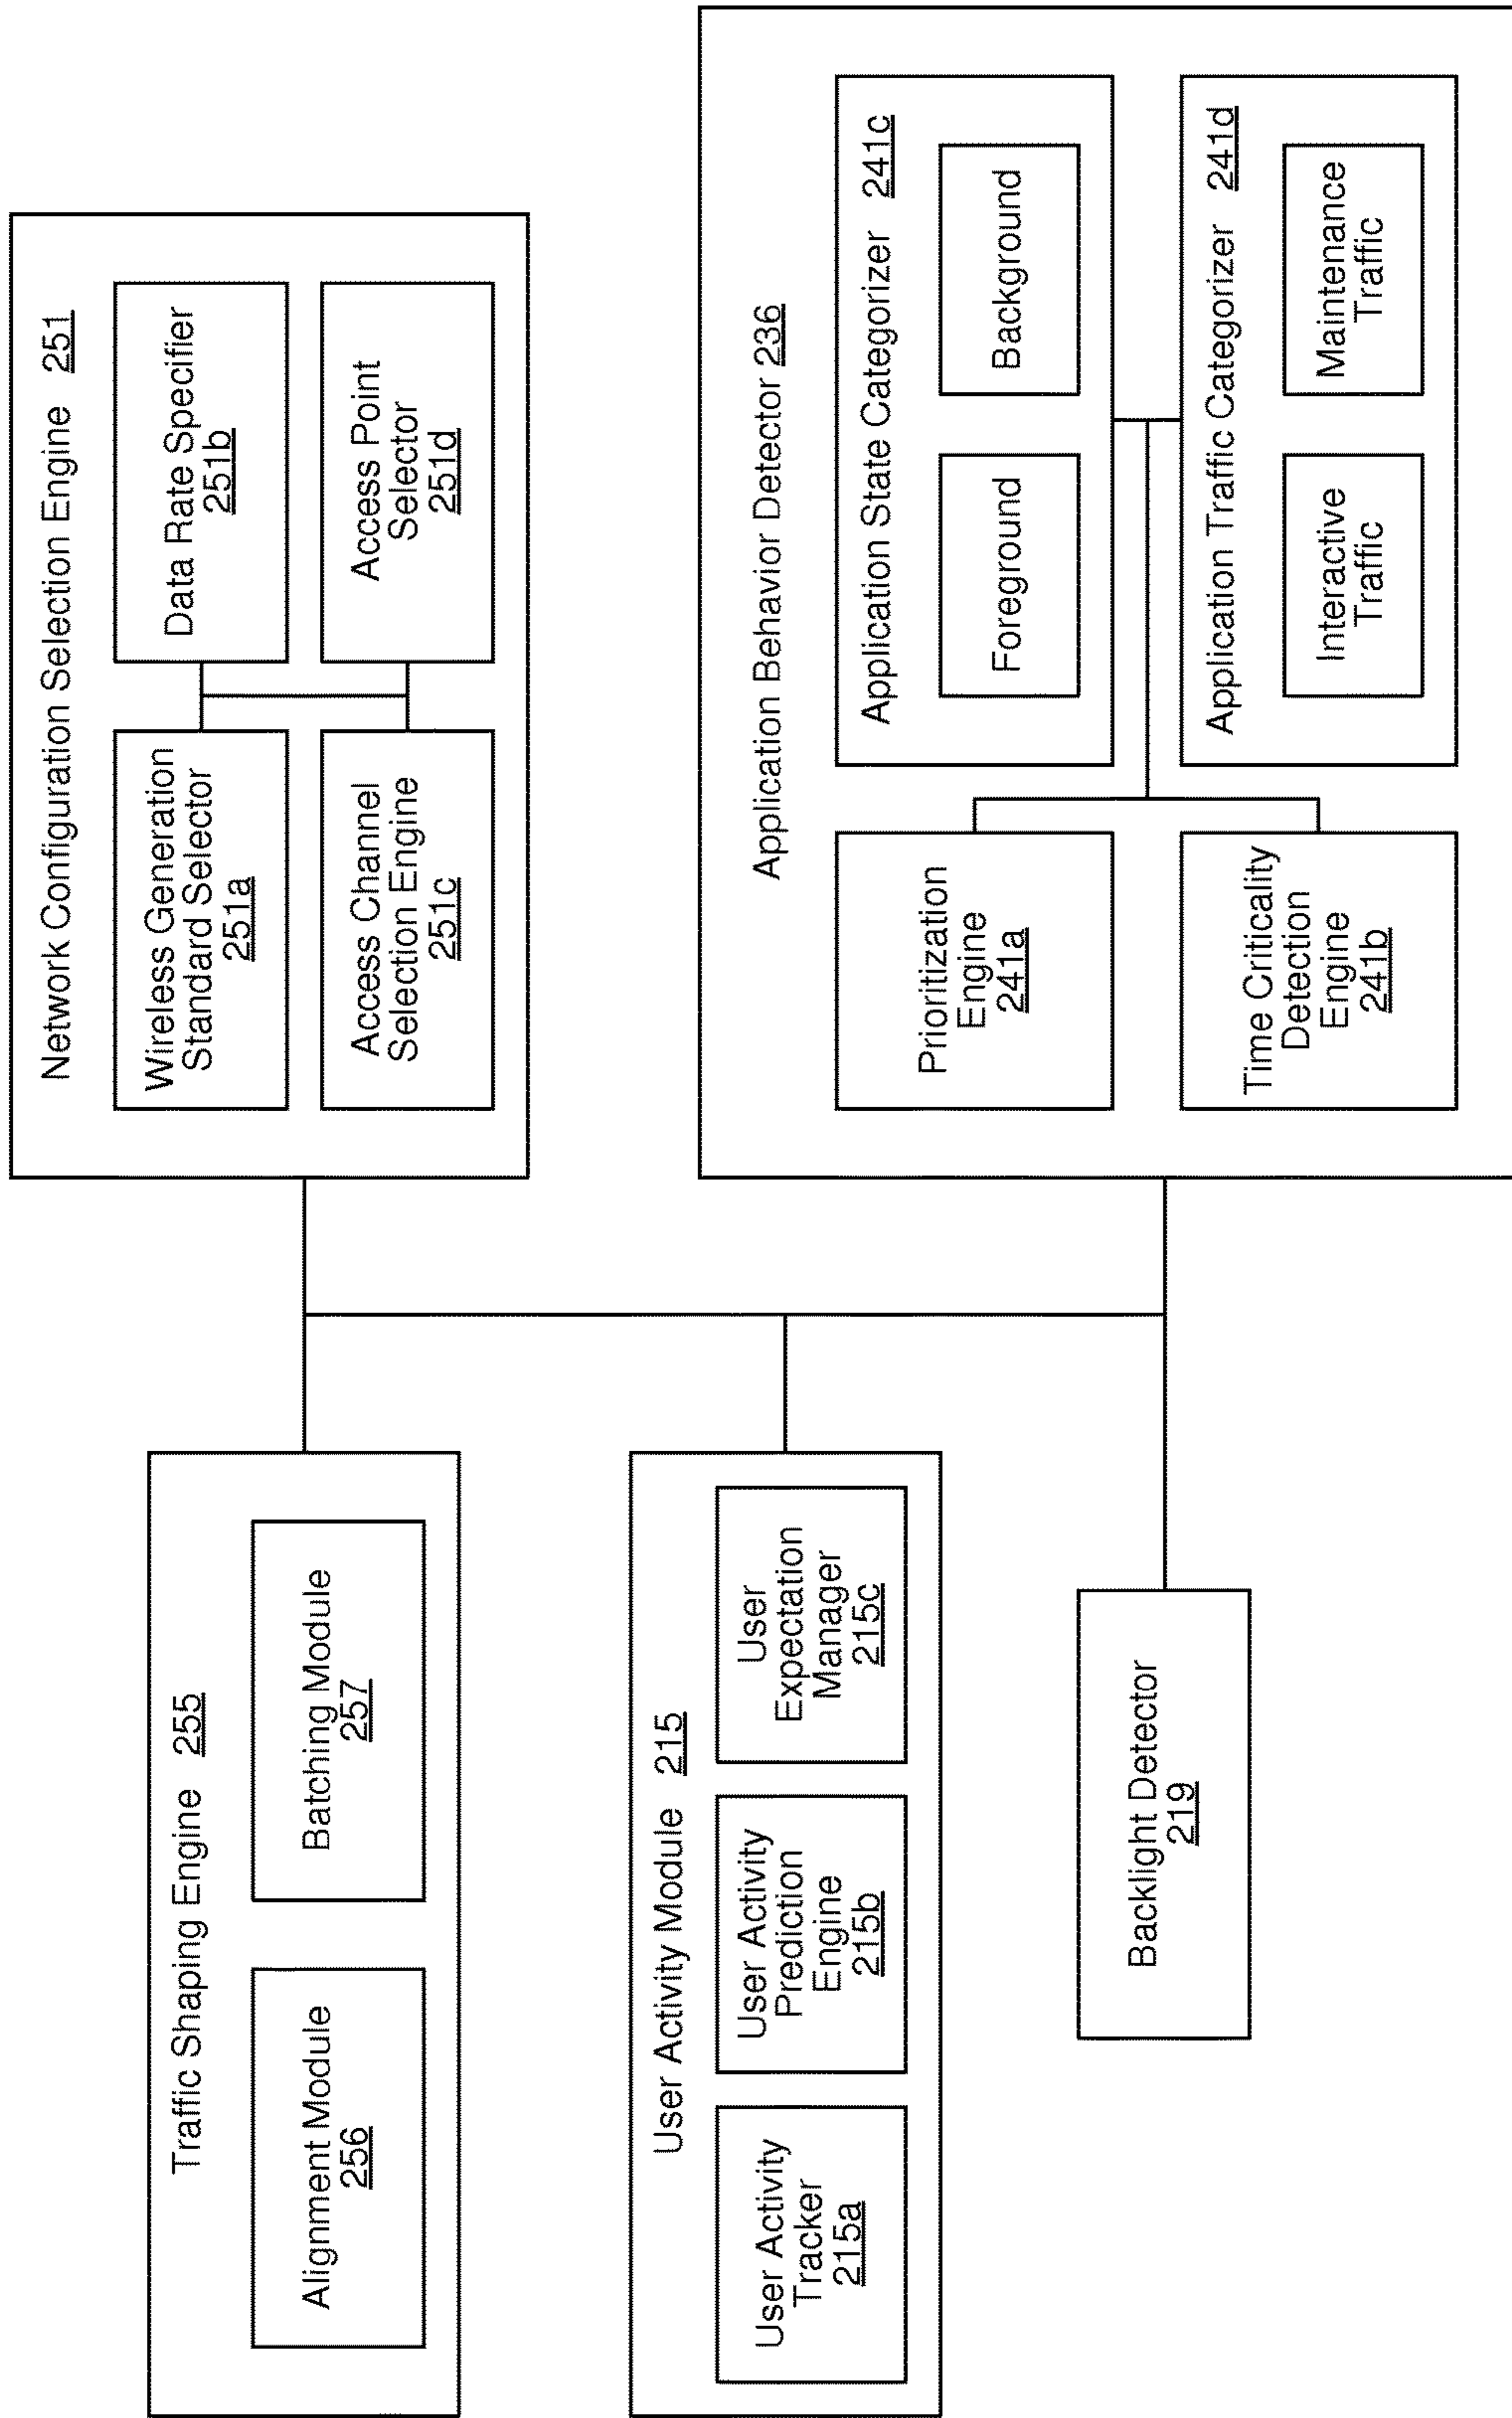 Traffic Shaping Engine 255
Alignment Module
256
Batching Module
257
User Activity Module 215
User Activity
Tracker
215a
User Activity
Prediction
Engine
215b
User
Expectation
Manager
215c
Backlight Detector
219
Network Configuration Selection Engine 251
Wireless Generation
Standard Selector
251a
Data Rate Specifier
251b
Access Channel
Selection Engine
251c
Access Point
Selector
251d
Application Behavior Detector 236
Prioritization
Engine
241a
Time Criticality
Detection
Engine
241b
Application State Categorizer 241c
Foreground
Background
Application Traffic Categorizer 241d
Interactive
Traffic
Maintenance
Traffic